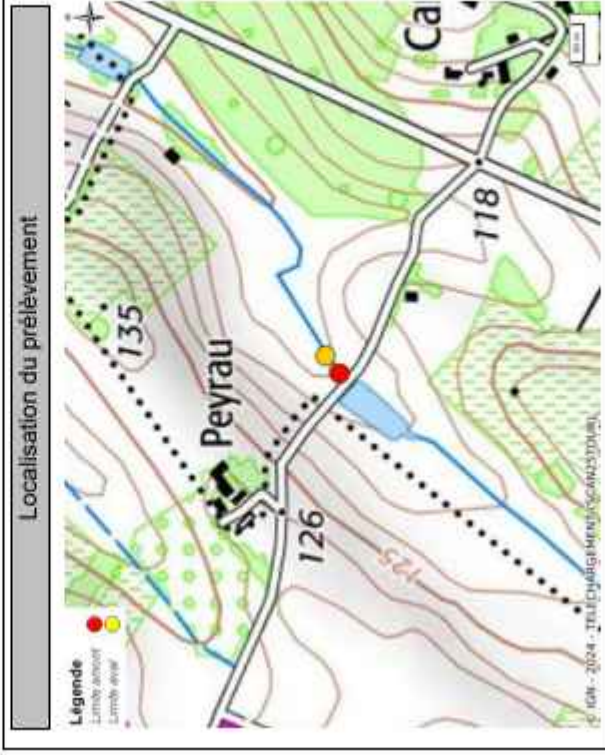 Localisation du prélèvement
Légende
Limite amont
Limite aval
135
Peyrau
126
125
118
Ca
© IGN - 2024 - TELECHARGEMENT(SCAN25TOUR)